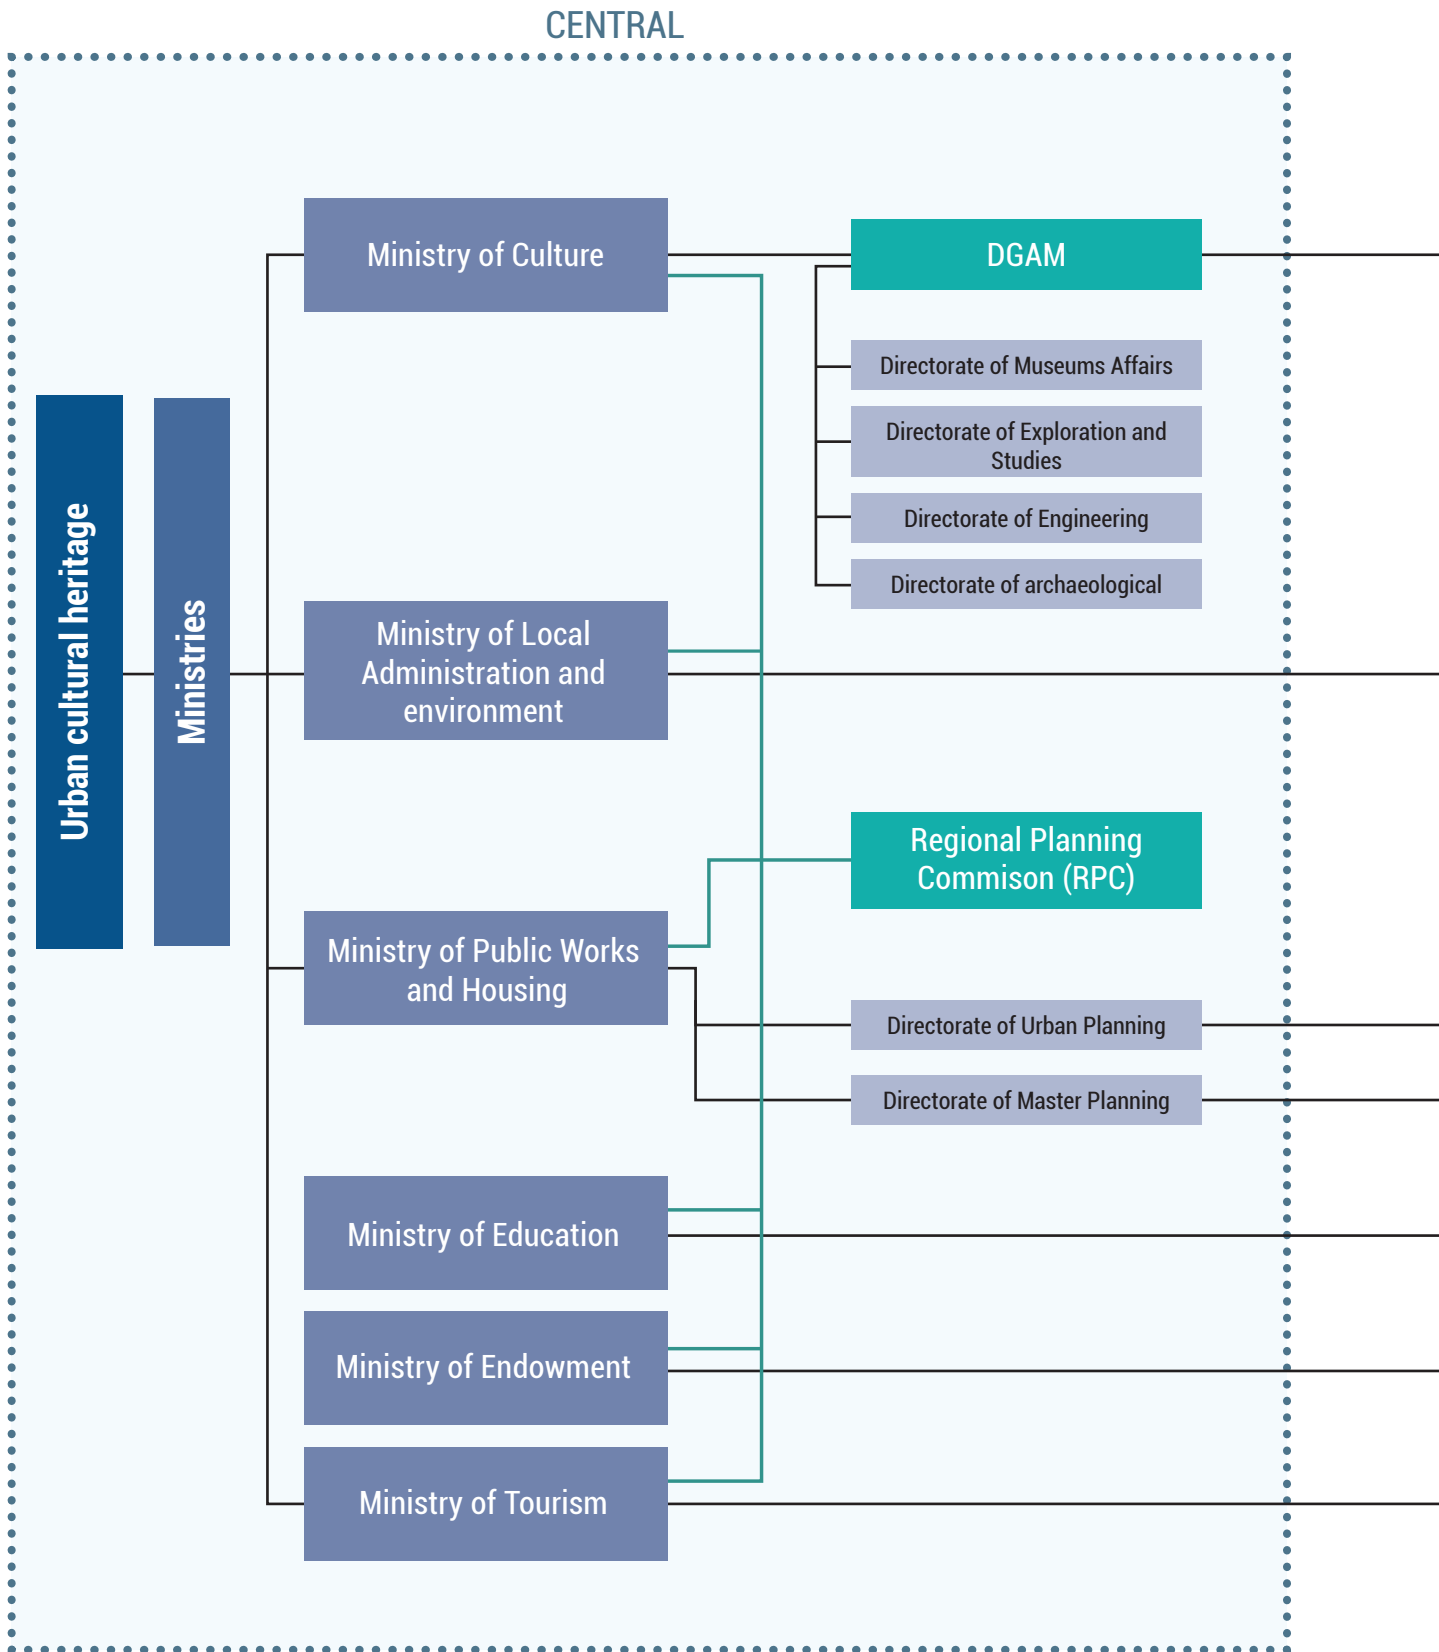 CENTRAL
Urban cultural heritage
Ministries
Ministry of Culture
DGAM
Directorate of Museums Affairs
Directorate of Exploration and
Studies
Directorate of Engineering
Directorate of archaeological
Ministry of Local
Administration and
environment
Regional Planning
Commison (RPC)
Ministry of Public Works
and Housing
Directorate of Urban Planning
Directorate of Master Planning
Ministry of Education
Ministry of Endowment
Ministry of Tourism